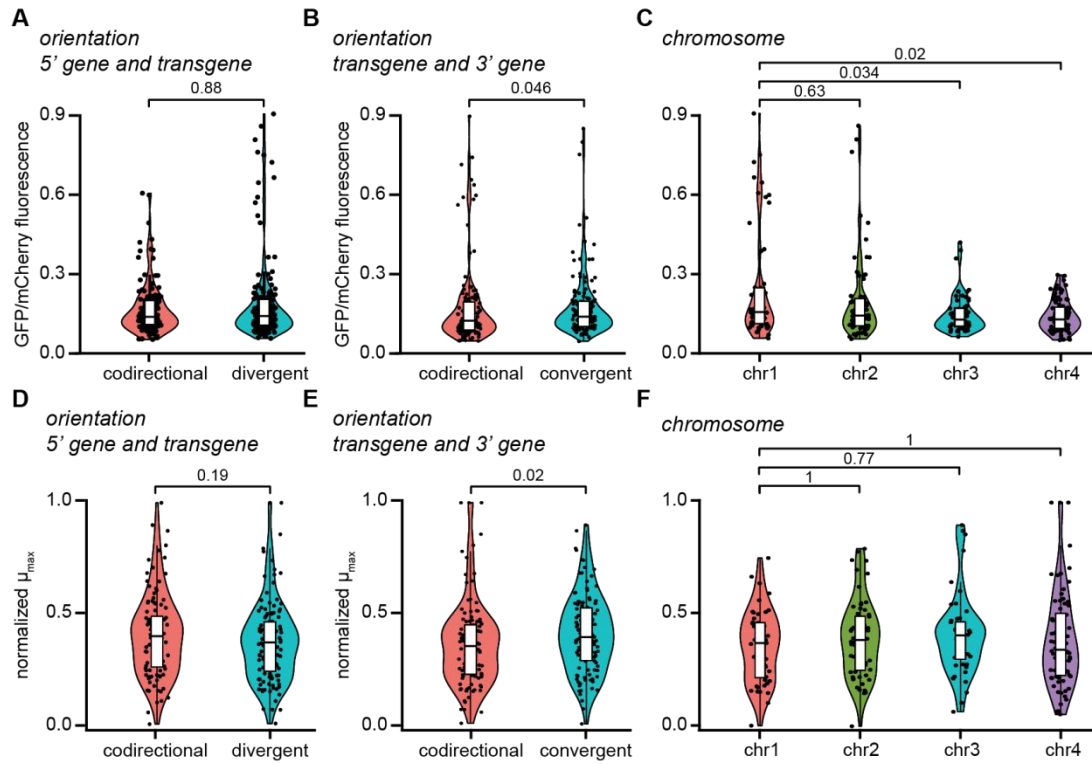 A
orientation
5' gene and transgene
0.88
GFP/mCherry fluorescence
0.9
0.6
0.3
0.0
codirectional divergent
B
orientation
transgene and 3' gene
0.046
GFP/mCherry fluorescence
0.9
0.6
0.3
0.0
codirectional convergent
C
chromosome
0.02
0.034
0.63
0.9
0.6
0.3
0.0
chr1 chr2 chr3 chr4
D
orientation
5' gene and transgene
0.19
normalized μmax
1.0
0.5
0.0
codirectional divergent
E
orientation
transgene and 3' gene
0.02
normalized μmax
1.0
0.5
0.0
codirectional convergent
F
chromosome
1
0.77
1
1.0
0.5
0.0
chr1 chr2 chr3 chr4